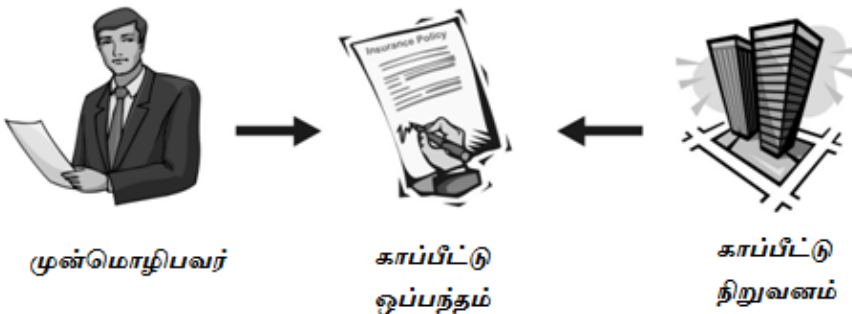 Insurance Policy
முன்மொழிபவர்
காப்பீட்டு
ஒப்பந்தம்
காப்பீட்டு
நிறுவனம்